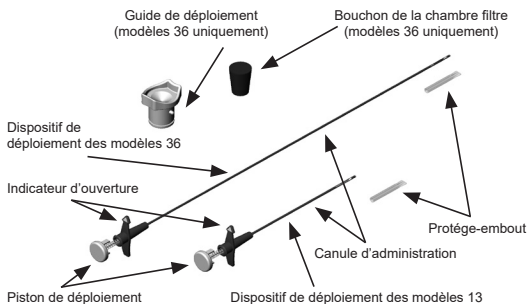 Guide de déploiement
(modèles 36 uniquement)
Bouchon de la chambre filtre
(modèles 36 uniquement)
Dispositif de
déploiement des modèles 36
Indicateur d'ouverture
Protége-embout
Canule d'administration
Piston de déploiement
Dispositif de déploiement des modèles 13